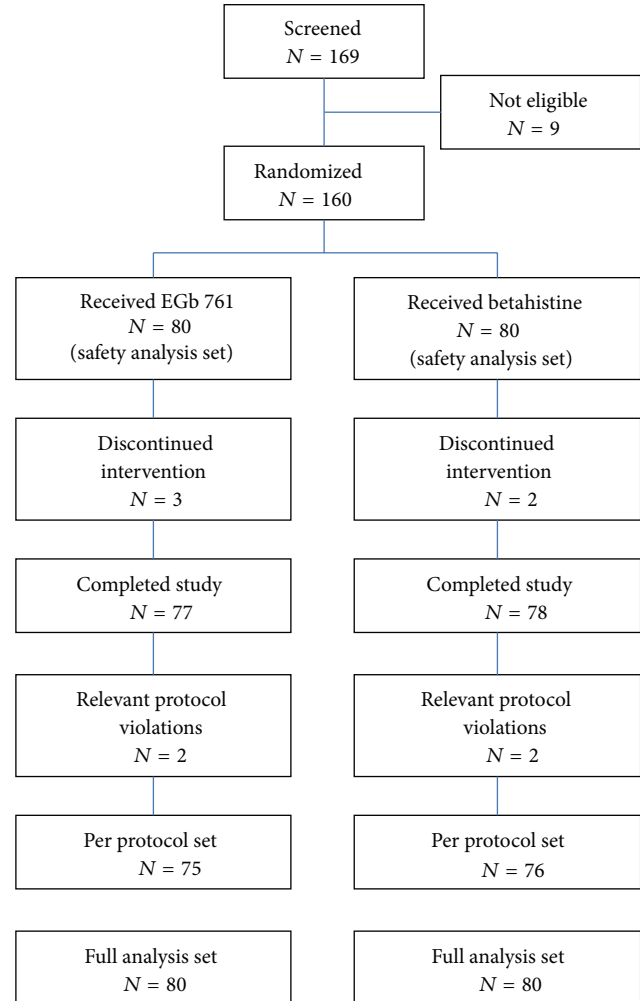 Screened
N = 169
Not eligible
N = 9
Randomized
N = 160
Received EGb 761
N = 80
(safety analysis set)
Received betahistine
N = 80
(safety analysis set)
Discontinued
intervention
N = 3
Discontinued
intervention
N = 2
Completed study
N = 77
Completed study
N = 78
Relevant protocol
violations
N = 2
Relevant protocol
violations
N = 2
Per protocol set
N = 75
Per protocol set
N = 76
Full analysis set
N = 80
Full analysis set
N = 80